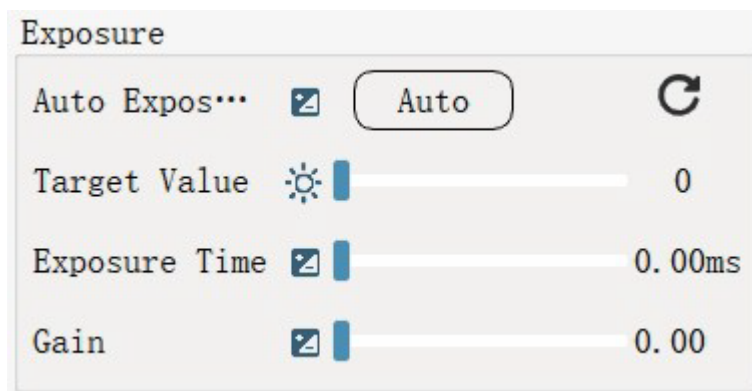 Exposure
Auto Expos… Auto
Target Value 0
Exposure Time 0.00ms
Gain 0.00